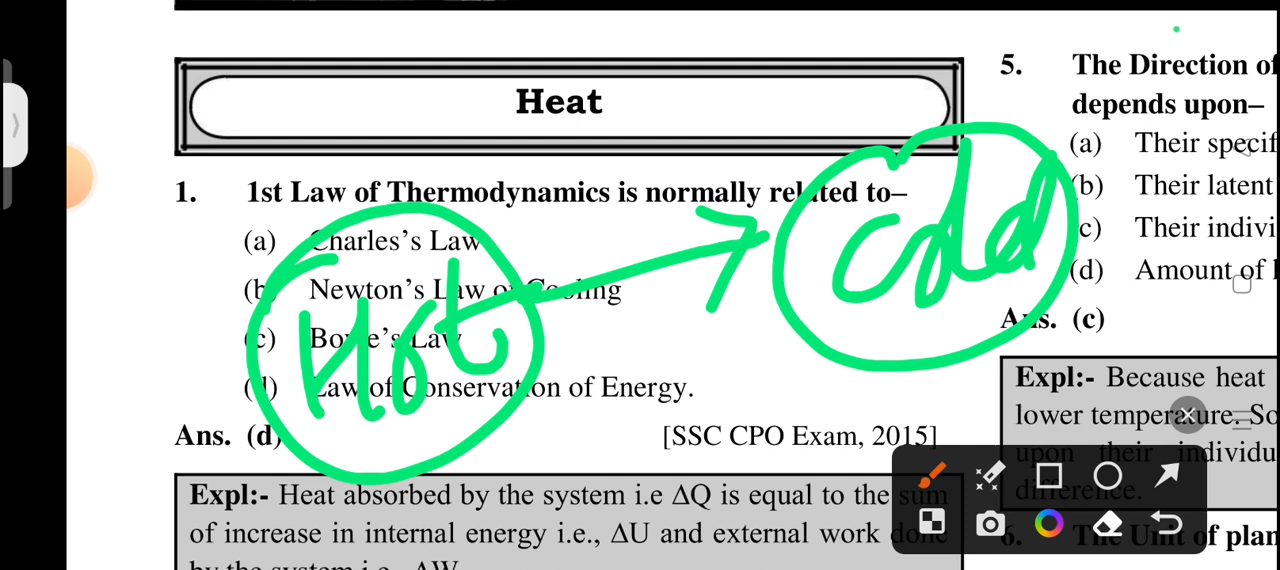 Heat
1. 1st Law of Thermodynamics is normally related to–
(a) Charles's Law
(b) Newton's Law of Cooling
(c) Boyle's Law
(d) Law of Conservation of Energy.
Ans. (d)
[SSC CPO Exam, 2015]
Expl:- Heat absorbed by the system i.e ΔQ is equal to the sum
of increase in internal energy i.e., ΔU and external work done
by the system i.e., ΔW
Hot
Cold
5. The Direction of
depends upon–
(a) Their specif
(b) Their latent
(c) Their indivi
(d) Amount of
Ans. (c)
Expl:- Because heat
lower temperature. So
upon their individu
difference.
6. The Unit of plan